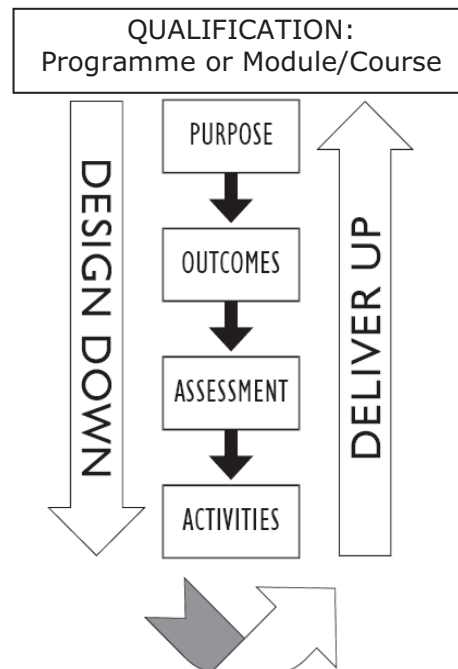 QUALIFICATION:
Programme or Module/Course
PURPOSE
DESIGN DOWN
OUTCOMES
DELIVER UP
ASSESSMENT
ACTIVITIES